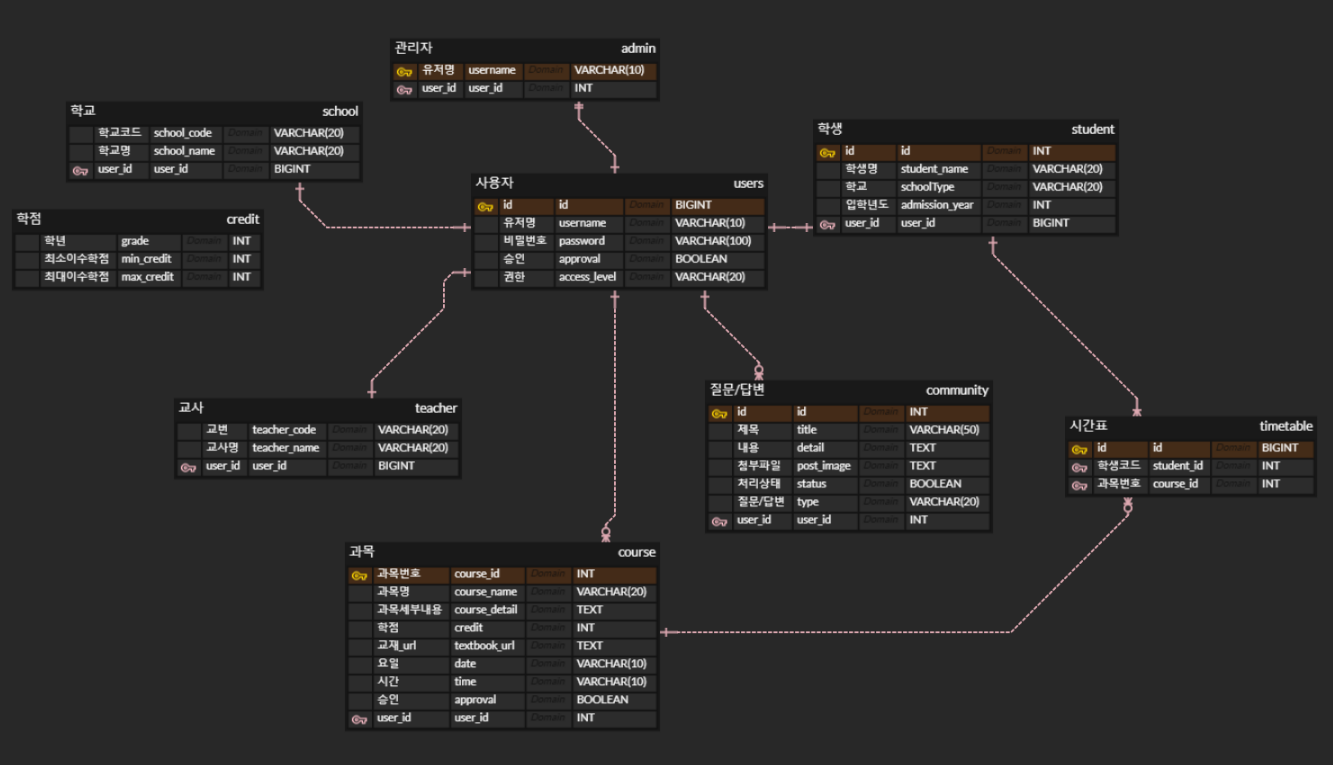 관리자 admin
유저명 username Domain VARCHAR(10)
user_id user_id Domain INT
학교 school
학교코드 school_code Domain VARCHAR(20)
학교명 school_name Domain VARCHAR(20)
user_id user_id Domain BIGINT
학생 student
id id Domain INT
학생명 student_name Domain VARCHAR(20)
학교 schoolType Domain VARCHAR(20)
입학년도 admission_year Domain INT
user_id user_id Domain BIGINT
사용자 users
id id Domain BIGINT
유저명 username Domain VARCHAR(10)
비밀번호 password Domain VARCHAR(100)
승인 approval Domain BOOLEAN
권한 access_level Domain VARCHAR(20)
학점 credit
학년 grade Domain INT
최소이수학점 min_credit Domain INT
최대이수학점 max_credit Domain INT
교사 teacher
교번 teacher_code Domain VARCHAR(20)
교사명 teacher_name Domain VARCHAR(20)
user_id user_id Domain BIGINT
질문/답변 community
id id Domain INT
제목 title Domain VARCHAR(50)
내용 detail Domain TEXT
첨부파일 post_image Domain TEXT
처리상태 status Domain BOOLEAN
질문/답변 type Domain VARCHAR(20)
user_id user_id Domain INT
시간표 timetable
id id Domain BIGINT
학생코드 student_id Domain INT
과목번호 course_id Domain INT
과목 course
과목번호 course_id Domain INT
과목명 course_name Domain VARCHAR(20)
과목세부내용 course_detail Domain TEXT
학점 credit Domain INT
교재_url textbook_url Domain TEXT
요일 date Domain VARCHAR(10)
시간 time Domain VARCHAR(10)
승인 approval Domain BOOLEAN
user_id user_id Domain INT